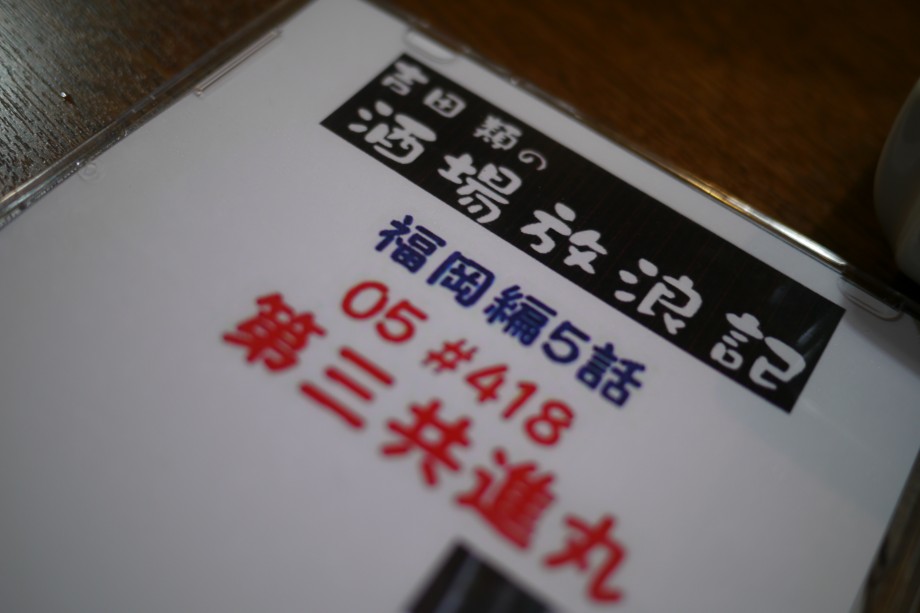 吉田類の
酒場放浪記
福岡編5話
05 #418
第三共進丸